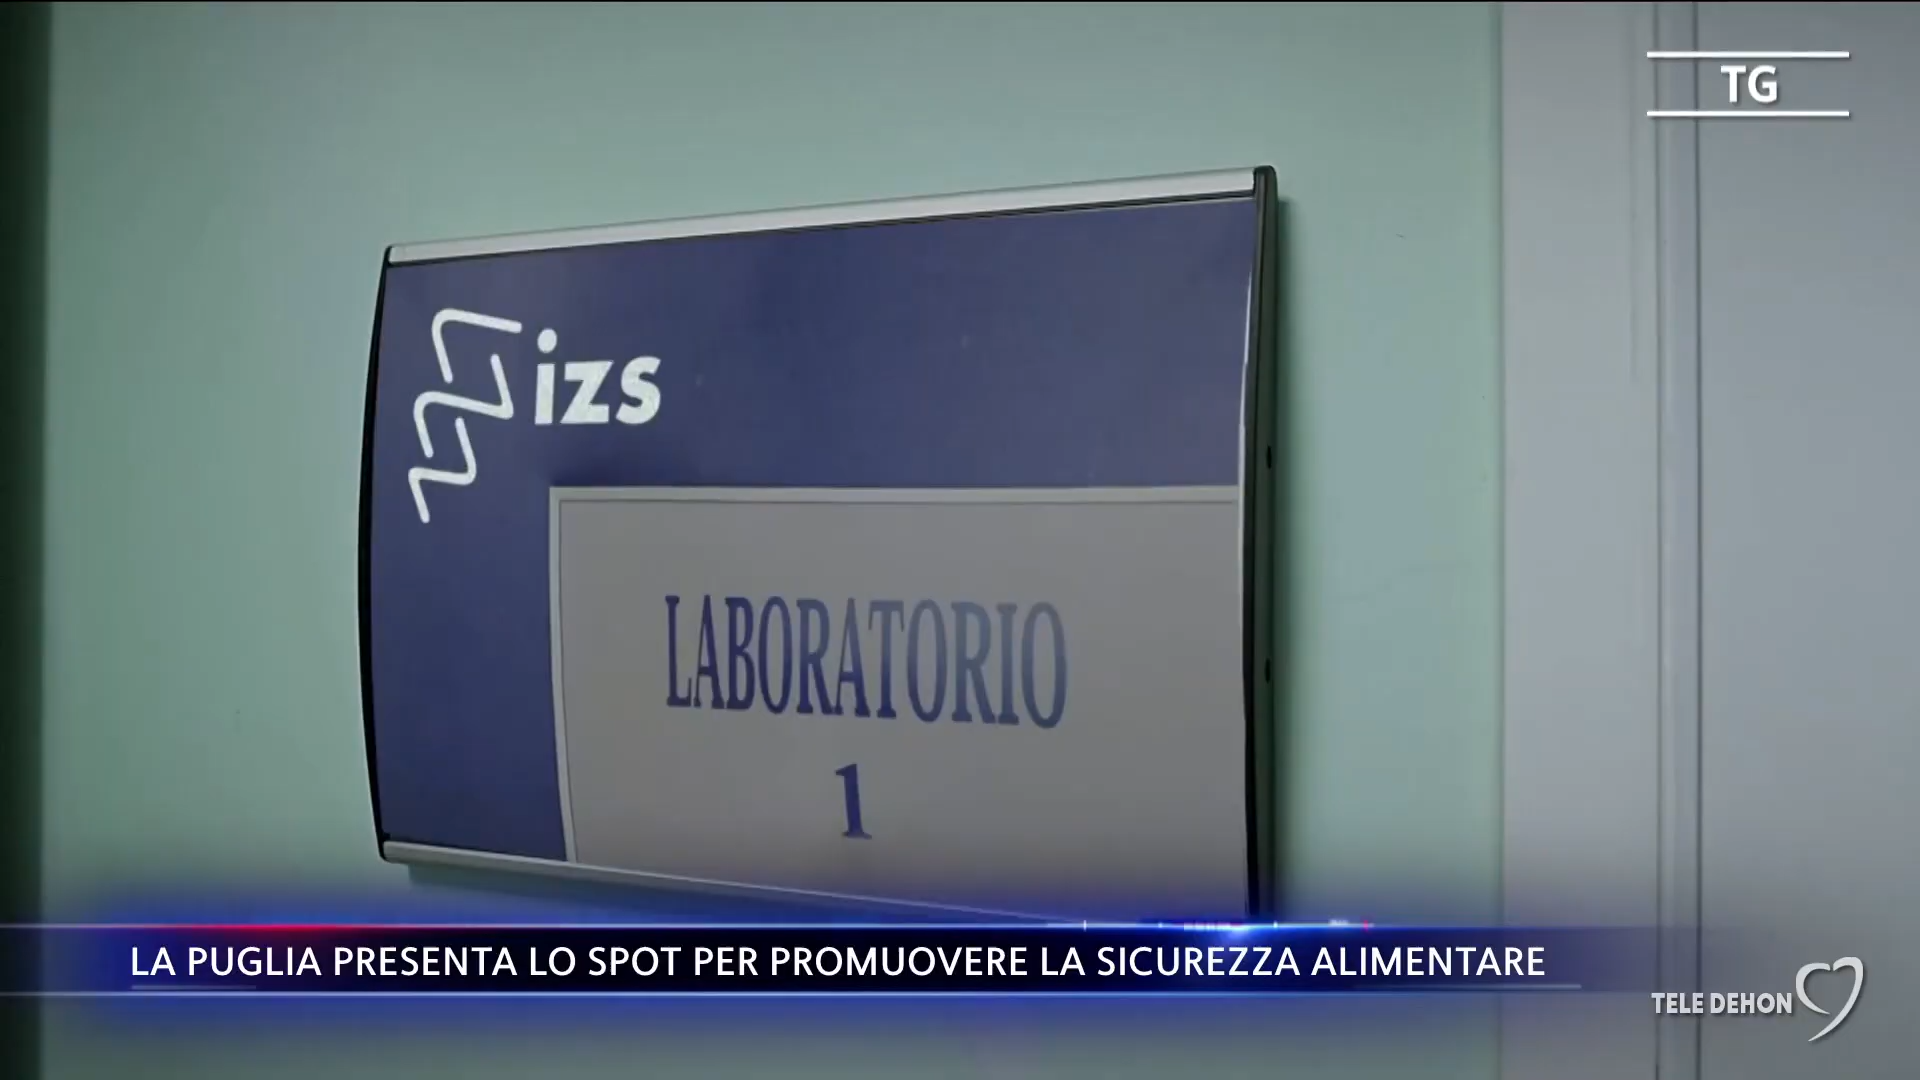 TG
izs
LABORATORIO
1
LA PUGLIA PRESENTA LO SPOT PER PROMUOVERE LA SICUREZZA ALIMENTARE
TELE DEHON